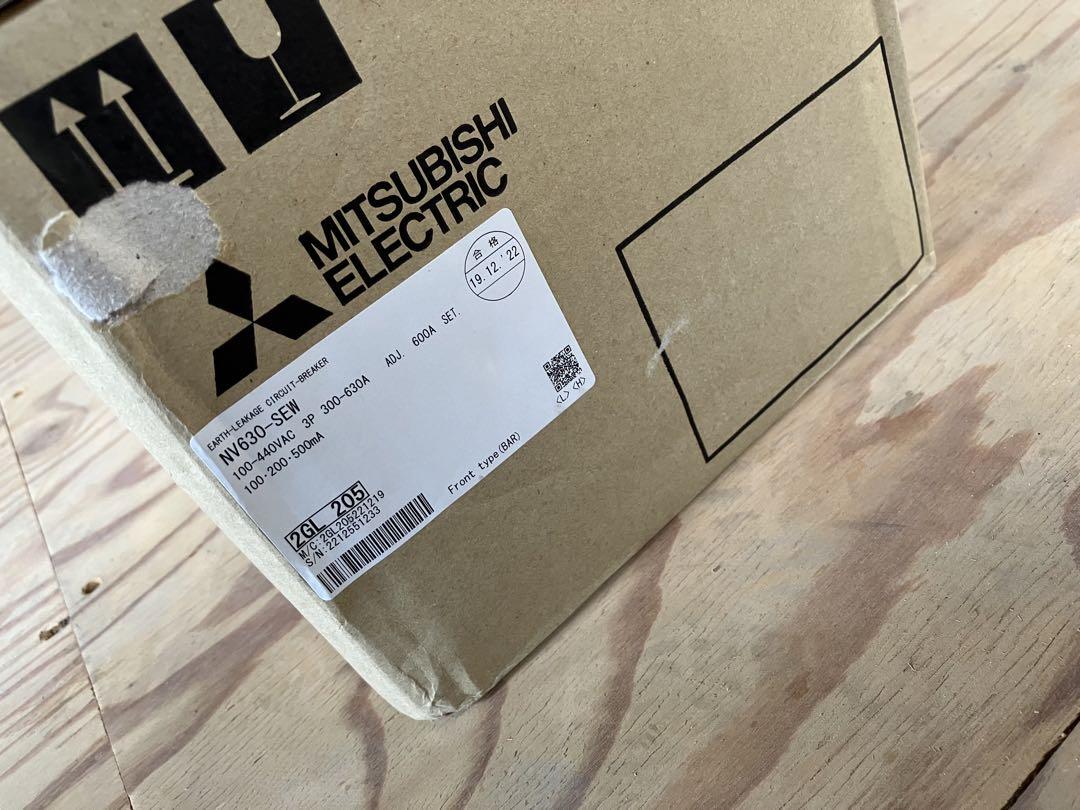 MITSUBISHI
ELECTRIC
合格
19.12.'22
EARTH-LEAKAGE CIRCUIT-BREAKER
NV630-SEW
100-440VAC 3P 300-630A ADJ. 600A SET.
100·200·500mA
<L> <H>
2GL 205
M/C:2GL205221219
S/N:2212551233
Front type(BAR)